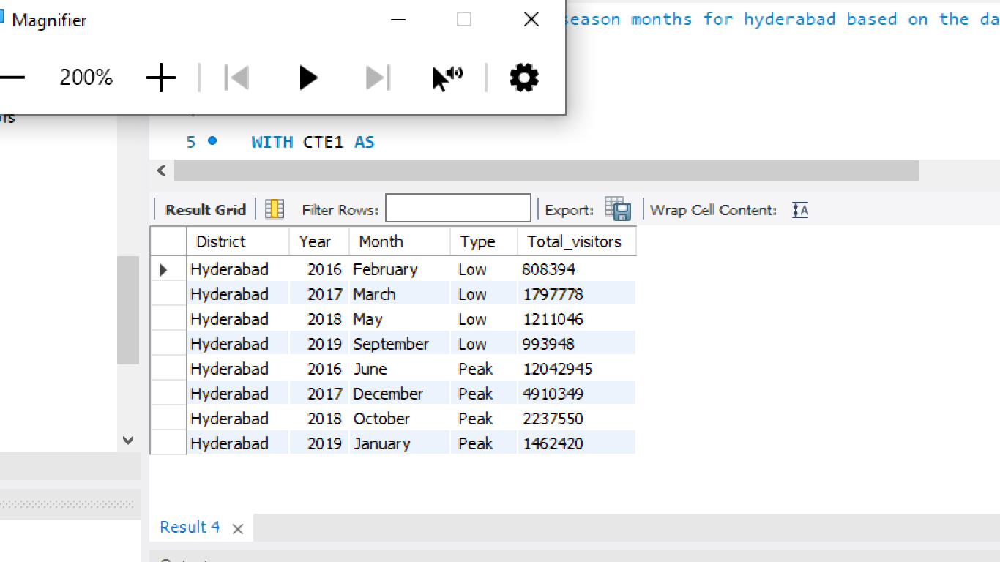 Magnifier
season months for hyderabad based on the da
200%
5 WITH CTE1 AS
Result Grid Filter Rows: Export: Wrap Cell Content:
District Year Month Type Total_visitors
Hyderabad 2016 February Low 808394
Hyderabad 2017 March Low 1797778
Hyderabad 2018 May Low 1211046
Hyderabad 2019 September Low 993948
Hyderabad 2016 June Peak 12042945
Hyderabad 2017 December Peak 4910349
Hyderabad 2018 October Peak 2237550
Hyderabad 2019 January Peak 1462420
Result 4